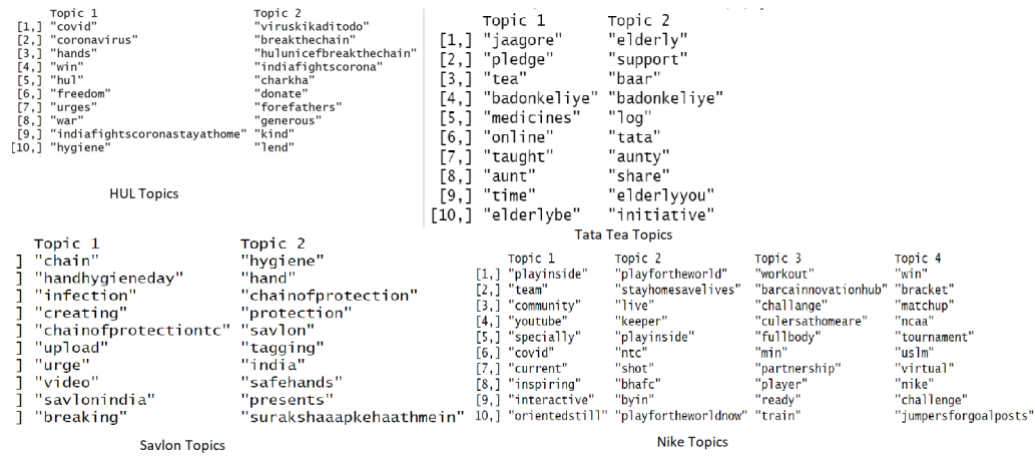 Topic 1 Topic 2
[1,] "covid" "viruskikaditodo"
[2,] "coronavirus" "breakthechain"
[3,] "hands" "hulunicefbreakthechain"
[4,] "win" "indiafightscorona"
[5,] "hul" "charkha"
[6,] "freedom" "donate"
[7,] "urges" "forefathers"
[8,] "war" "generous"
[9,] "indiafightscoronastayathome" "kind"
[10,] "hygiene" "lend"
HUL Topics
Topic 1 Topic 2
[1,] "jaagore" "elderly"
[2,] "pledge" "support"
[3,] "tea" "baar"
[4,] "badonkeliye" "badonkeliye"
[5,] "medicines" "log"
[6,] "online" "tata"
[7,] "taught" "aunty"
[8,] "aunt" "share"
[9,] "time" "elderlyyou"
[10,] "elderlybe" "initiative"
Tata Tea Topics
Topic 1 Topic 2
] "chain" "hygiene"
] "handhygieneday" "hand"
] "infection" "chainofprotection"
] "creating" "protection"
] "chainofprotectiontc" "savlon"
] "upload" "tagging"
] "urge" "india"
] "video" "safehands"
] "savlonindia" "presents"
] "breaking" "surakshaaapkehaathmein"
Savlon Topics
Topic 1 Topic 2 Topic 3 Topic 4
[1,] "playinside" "playfortheworld" "workout" "win"
[2,] "team" "stayhomesavelives" "barcainnovationhub" "bracket"
[3,] "community" "live" "challange" "matchup"
[4,] "youtube" "keeper" "culersathomeare" "ncaa"
[5,] "specially" "playinside" "fullbody" "tournament"
[6,] "covid" "ntc" "min" "uslm"
[7,] "current" "shot" "partnership" "virtual"
[8,] "inspiring" "bhafc" "player" "nike"
[9,] "interactive" "byin" "ready" "challenge"
10,] "orientedstill" "playfortheworldnow" "train" "jumpersforgoalposts"
Nike Topics